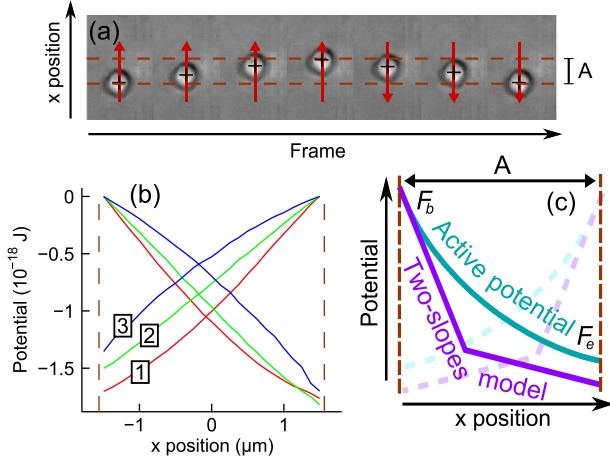 (a)
x position
A
Frame
(b)
Potential (10⁻¹⁸ J)
0
−0.5
−1
−1.5
3
2
1
−1
0
1
x position (μm)
A
(c)
F_b
F_e
Active potential
Two-slopes
model
Potential
x position